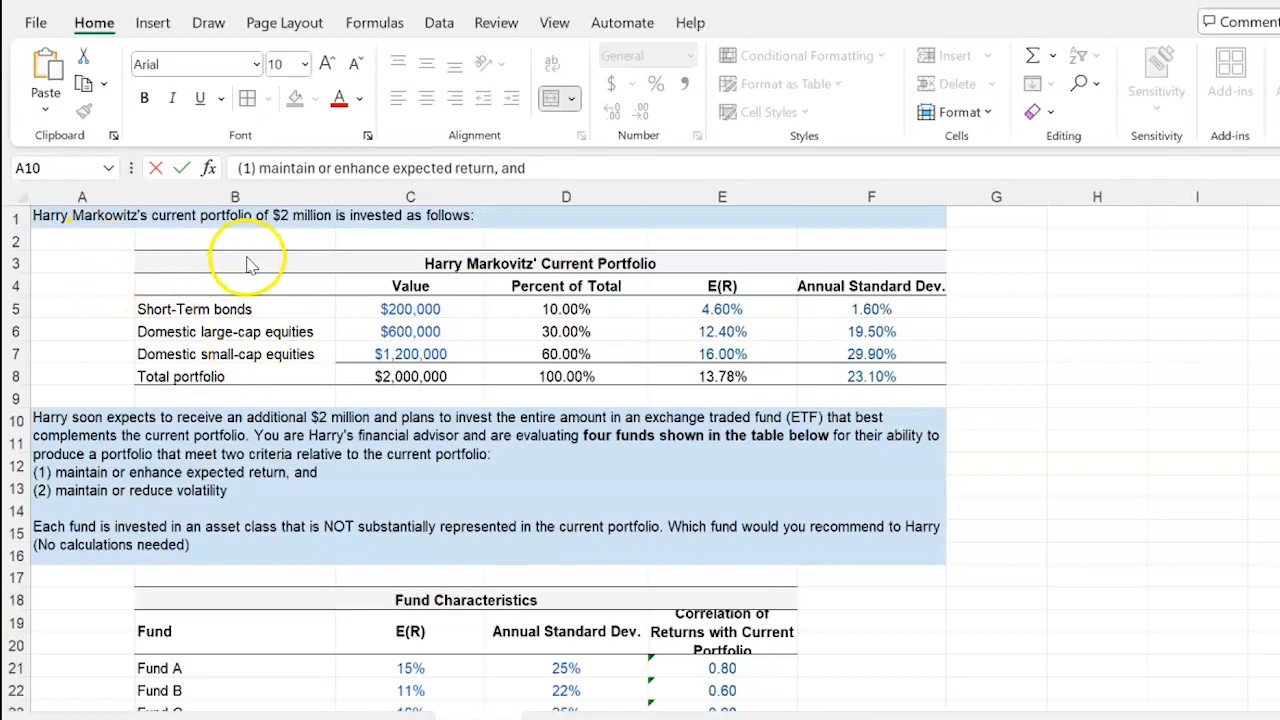 File Home Insert Draw Page Layout Formulas Data Review View Automate Help Comment
Paste
Arial 10 A A
B I U A
ab
General
$ % ,
Conditional Formatting
Format as Table
Cell Styles
Insert
Delete
Format
Sensitivity
Add-ins
Clipboard Font Alignment Number Styles Cells Editing Sensitivity Add-ins
A10 fx (1) maintain or enhance expected return, and
A B C D E F G H I
1 Harry Markowitz's current portfolio of $2 million is invested as follows:
2
3 Harry Markovitz' Current Portfolio
4 Value Percent of Total E(R) Annual Standard Dev.
5 Short-Term bonds $200,000 10.00% 4.60% 1.60%
6 Domestic large-cap equities $600,000 30.00% 12.40% 19.50%
7 Domestic small-cap equities $1,200,000 60.00% 16.00% 29.90%
8 Total portfolio $2,000,000 100.00% 13.78% 23.10%
9
10 Harry soon expects to receive an additional $2 million and plans to invest the entire amount in an exchange traded fund (ETF) that best
11 complements the current portfolio. You are Harry's financial advisor and are evaluating four funds shown in the table below for their ability to
12 produce a portfolio that meet two criteria relative to the current portfolio:
(1) maintain or enhance expected return, and
13 (2) maintain or reduce volatility
14
15 Each fund is invested in an asset class that is NOT substantially represented in the current portfolio. Which fund would you recommend to Harry
16 (No calculations needed)
17
18 Fund Characteristics
19 Fund E(R) Annual Standard Dev. Correlation of
20 Returns with Current
Portfolio
21 Fund A 15% 25% 0.80
22 Fund B 11% 22% 0.60